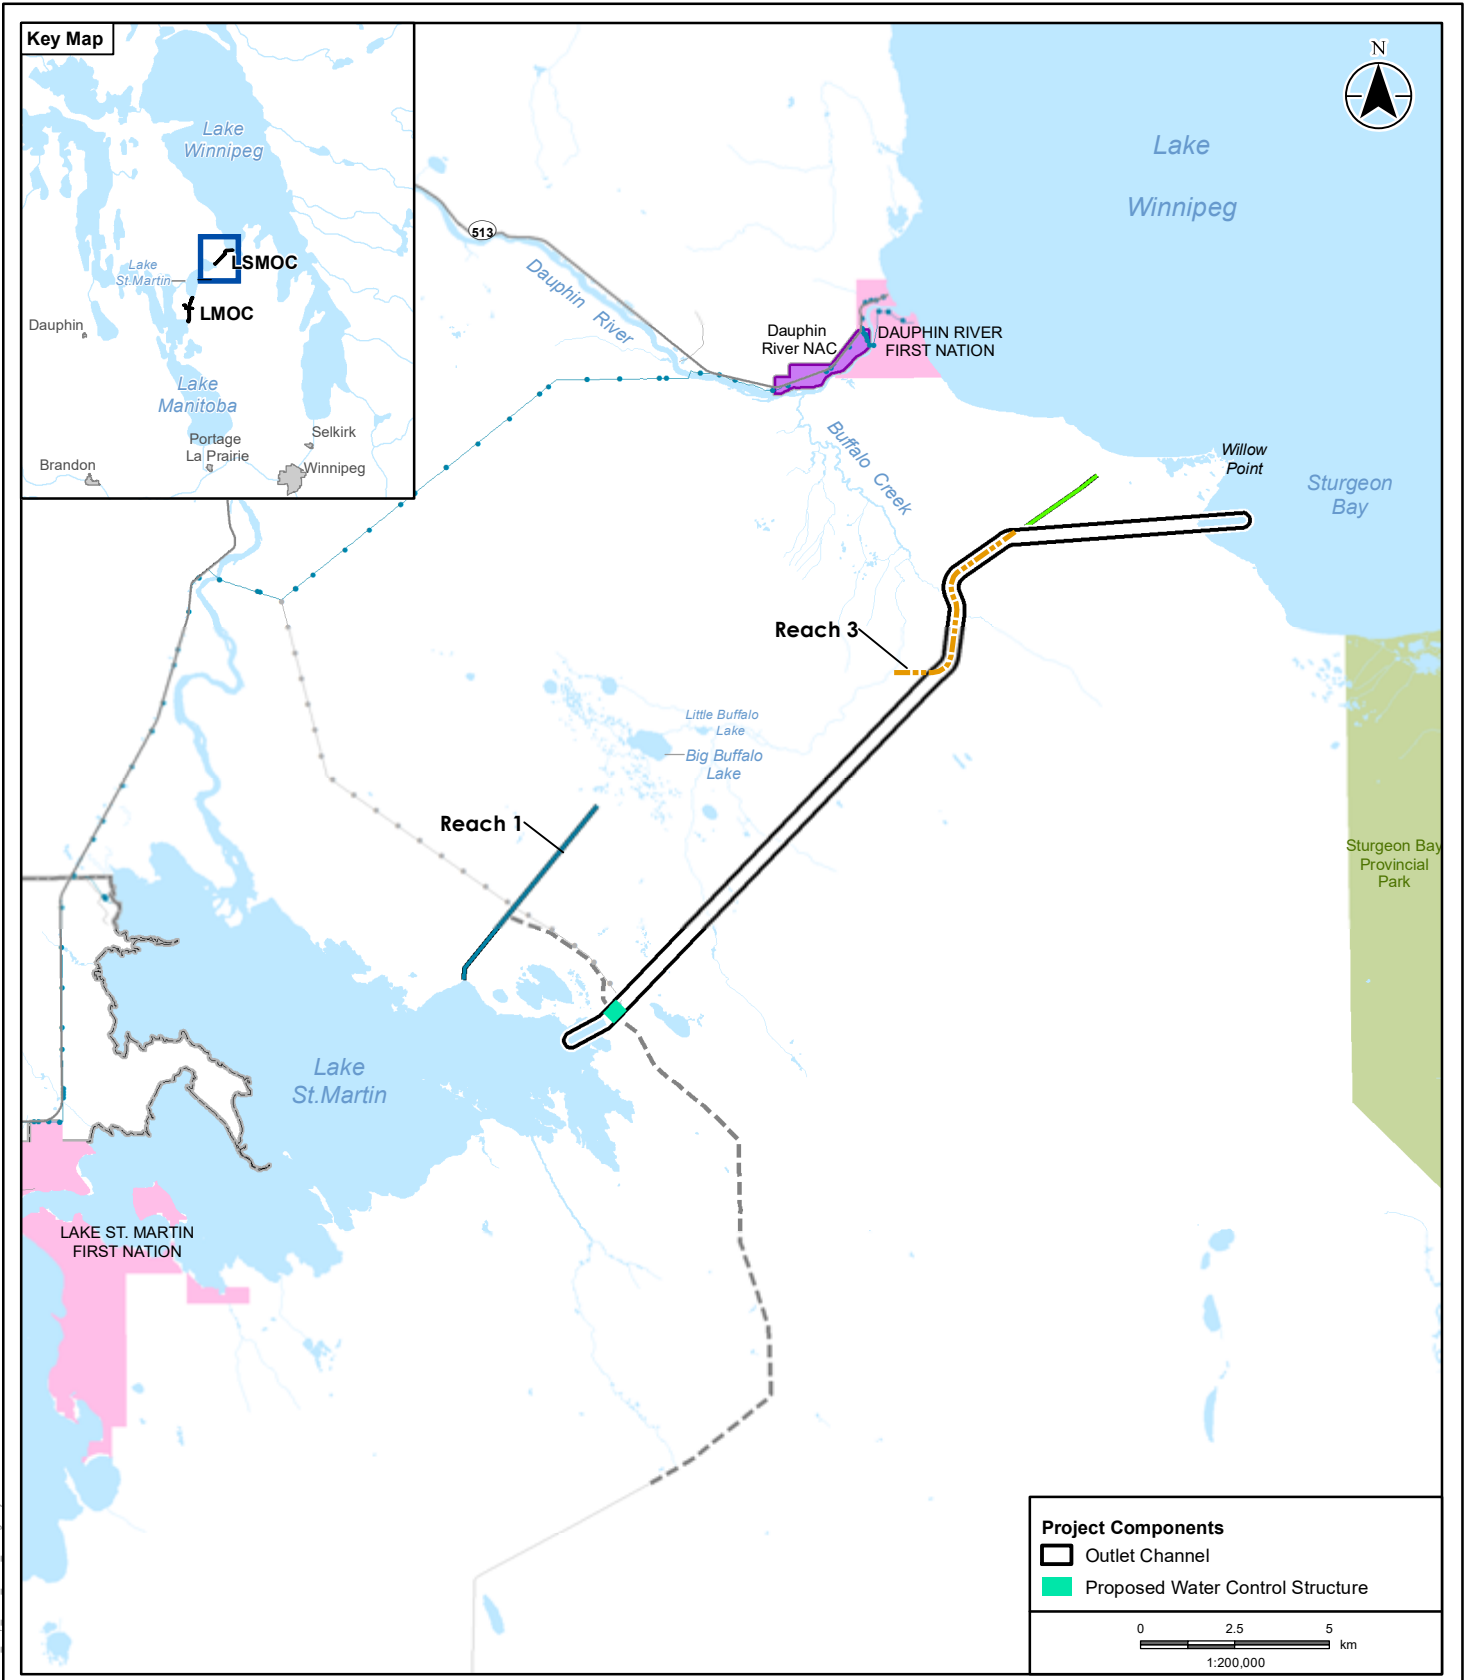 Key Map
Lake
Winnipeg
LSMOC
Lake
St.Martin
LMOC
Dauphin
Lake
Manitoba
Portage
La Prairie
Selkirk
Brandon
Winnipeg
N
Lake
Winnipeg
513
Dauphin River
Dauphin
River NAC
DAUPHIN RIVER
FIRST NATION
Buffalo Creek
Willow
Point
Sturgeon
Bay
Reach 3
Little Buffalo
Lake
Big Buffalo
Lake
Reach 1
Sturgeon Bay
Provincial
Park
Lake
St.Martin
LAKE ST. MARTIN
FIRST NATION
Project Components
Outlet Channel
Proposed Water Control Structure
0 2.5 5
km
1:200,000